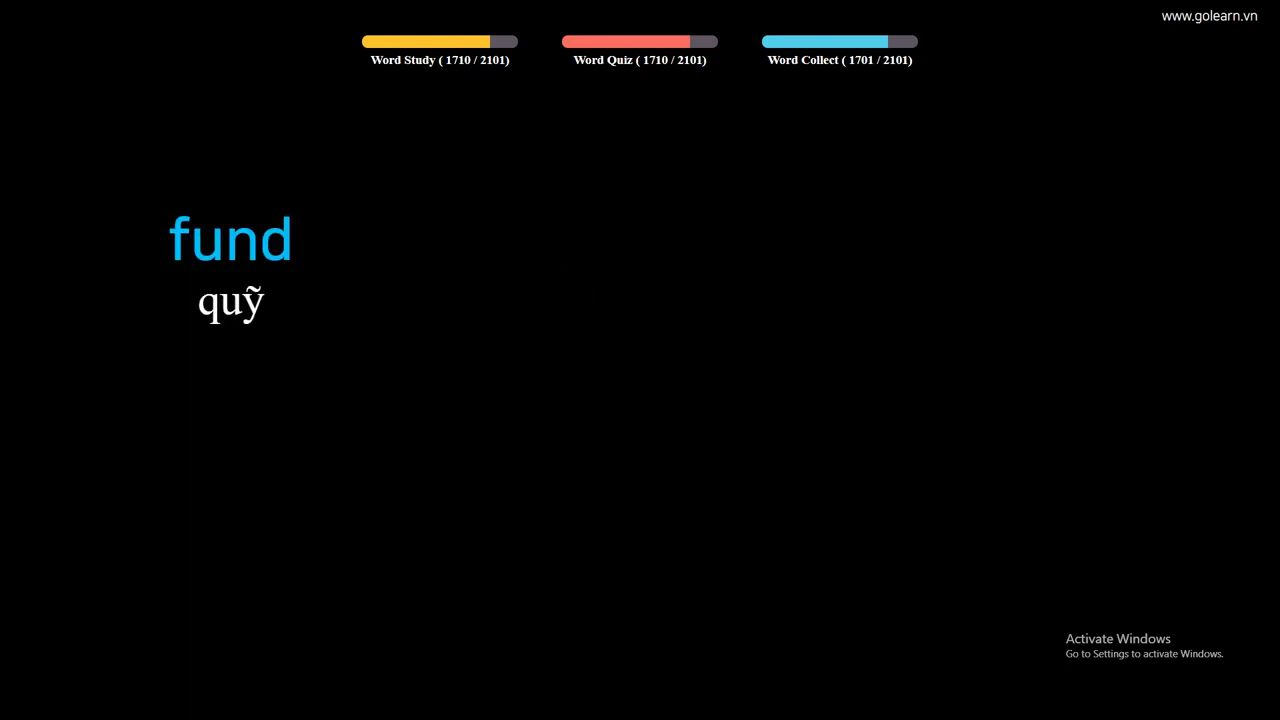 www.golearn.vn
Word Study ( 1710 / 2101)
Word Quiz ( 1710 / 2101)
Word Collect ( 1701 / 2101)
fund
quỹ
Activate Windows
Go to Settings to activate Windows.